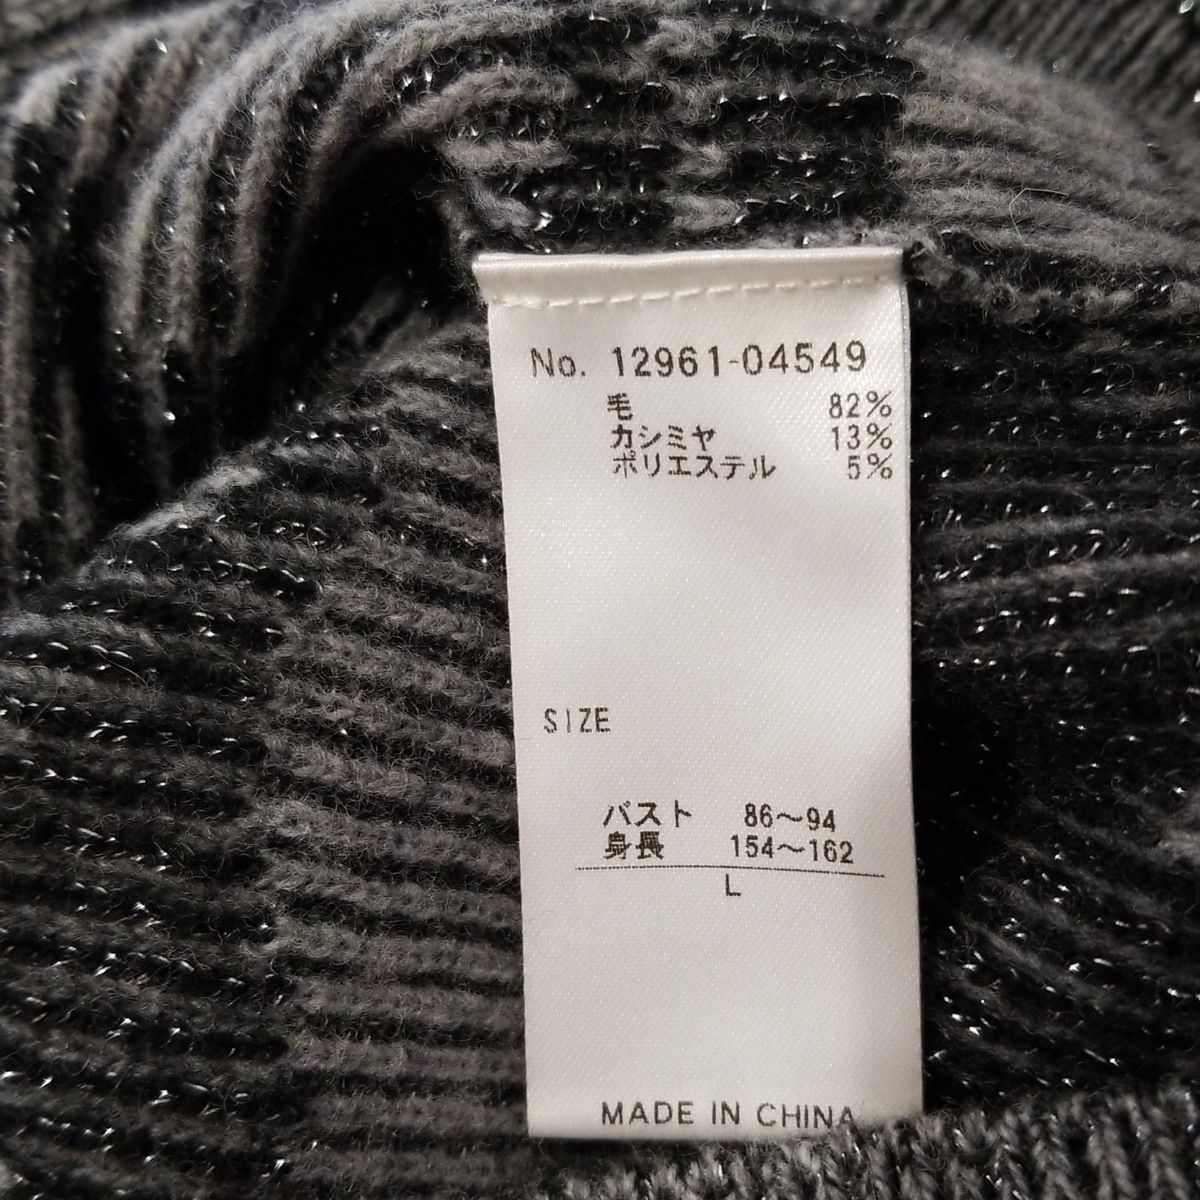 No. 12961-04549
毛 82%
カシミヤ 13%
ポリエステル 5%
SIZE
バスト 86～94
身長 154～162
L
MADE IN CHINA